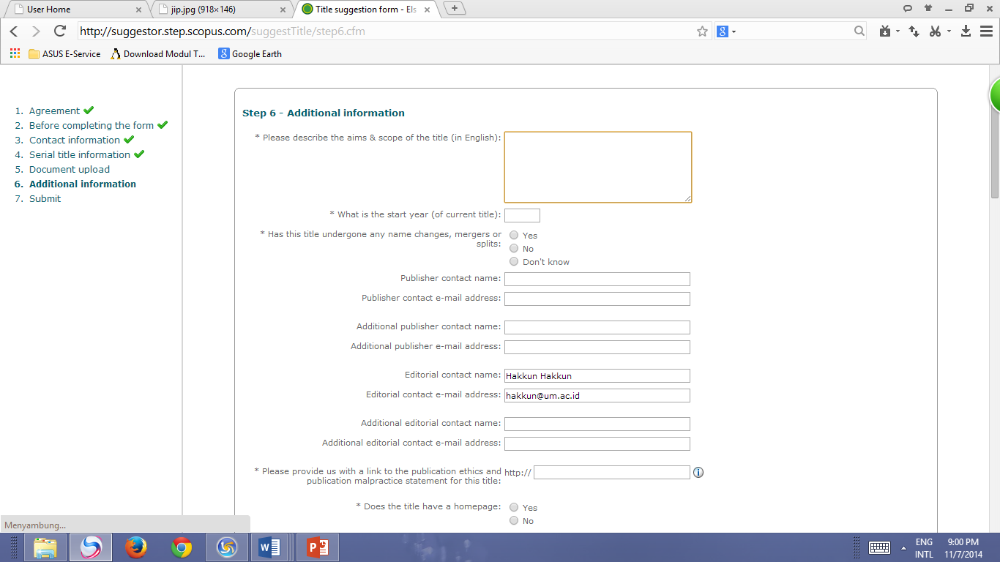 User Home
jip.jpg (918×146)
Title suggestion form - Els
http://suggestor.step.scopus.com/suggestTitle/step6.cfm
ASUS E-Service
Download Modul T...
Google Earth
1. Agreement
2. Before completing the form
3. Contact information
4. Serial title information
5. Document upload
6. Additional information
7. Submit
Step 6 - Additional information
* Please describe the aims & scope of the title (in English):
* What is the start year (of current title):
* Has this title undergone any name changes, mergers or
splits:
Yes
No
Don't know
Publisher contact name:
Publisher contact e-mail address:
Additional publisher contact name:
Additional publisher e-mail address:
Editorial contact name: Hakkun Hakkun
Editorial contact e-mail address: hakkun@um.ac.id
Additional editorial contact name:
Additional editorial contact e-mail address:
* Please provide us with a link to the publication ethics and http://
publication malpractice statement for this title:
* Does the title have a homepage:
Yes
No
Menyambung...
ENG
INTL
9:00 PM
11/7/2014